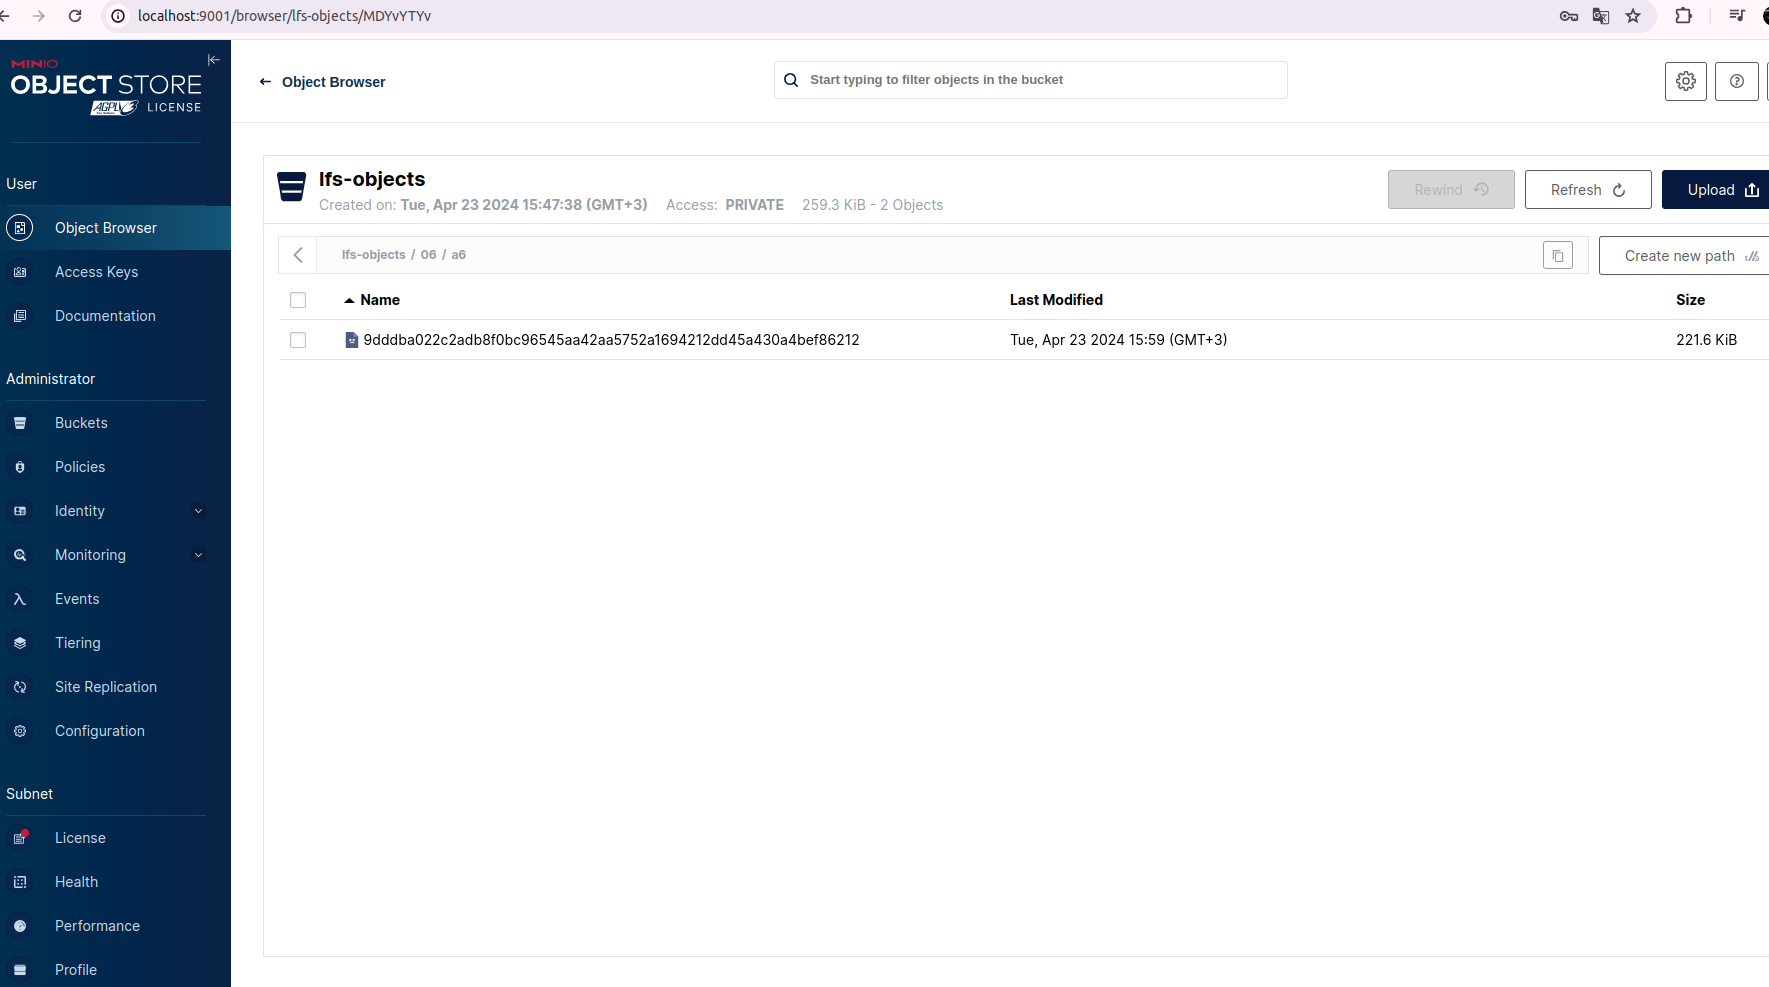 localhost:9001/browser/lfs-objects/MDYvYTYv
MINIO
OBJECT STORE
AGPL LICENSE
User
Object Browser
Access Keys
Documentation
Administrator
Buckets
Policies
Identity
Monitoring
Events
Tiering
Site Replication
Configuration
Subnet
License
Health
Performance
Profile
Object Browser
Start typing to filter objects in the bucket
lfs-objects
Created on: Tue, Apr 23 2024 15:47:38 (GMT+3) Access: PRIVATE 259.3 KiB - 2 Objects
Rewind Refresh Upload
lfs-objects / 06 / a6
Create new path
Name Last Modified Size
9dddba022c2adb8f0bc96545aa42aa5752a1694212dd45a430a4bef86212 Tue, Apr 23 2024 15:59 (GMT+3) 221.6 KiB